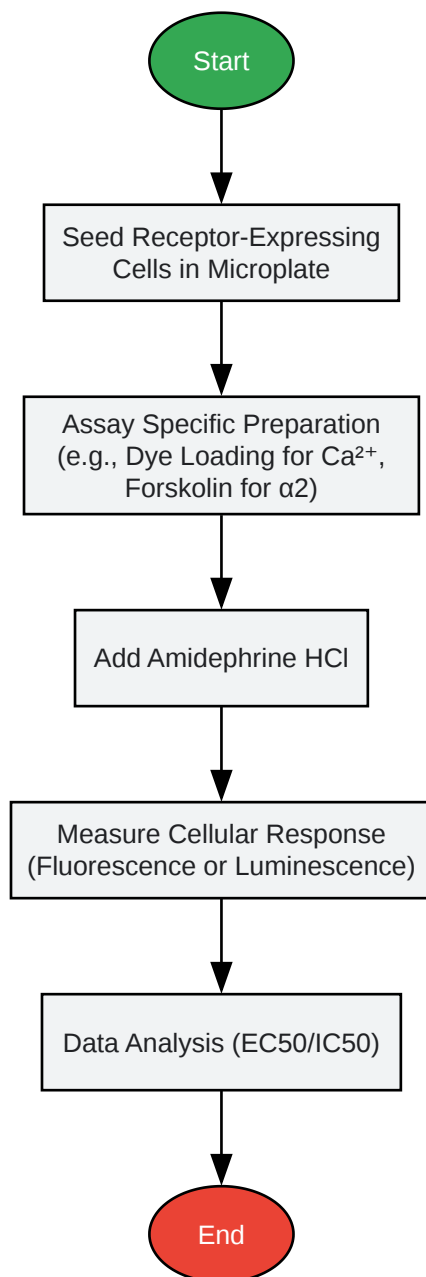 Start
Seed Receptor-Expressing
Cells in Microplate
Assay Specific Preparation
(e.g., Dye Loading for Ca²⁺,
Forskolin for α2)
Add Amidephrine HCl
Measure Cellular Response
(Fluorescence or Luminescence)
Data Analysis (EC50/IC50)
End